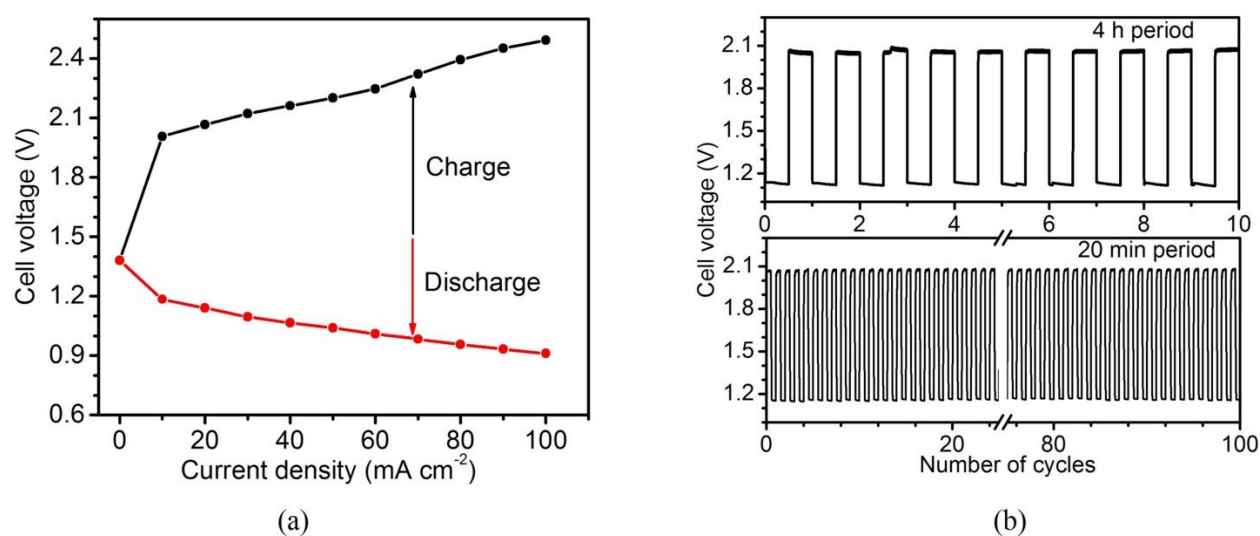 2.4
2.1
1.8
1.5
1.2
0.9
0.6
Cell voltage (V)
Charge
Discharge
0 20 40 60 80 100
Current density (mA cm⁻²)
(a)
4 h period
2.1
1.8
1.5
1.2
0 2 4 6 8 10
Cell voltage (V)
20 min period
2.1
1.8
1.5
1.2
0 20 80 100
Number of cycles
(b)